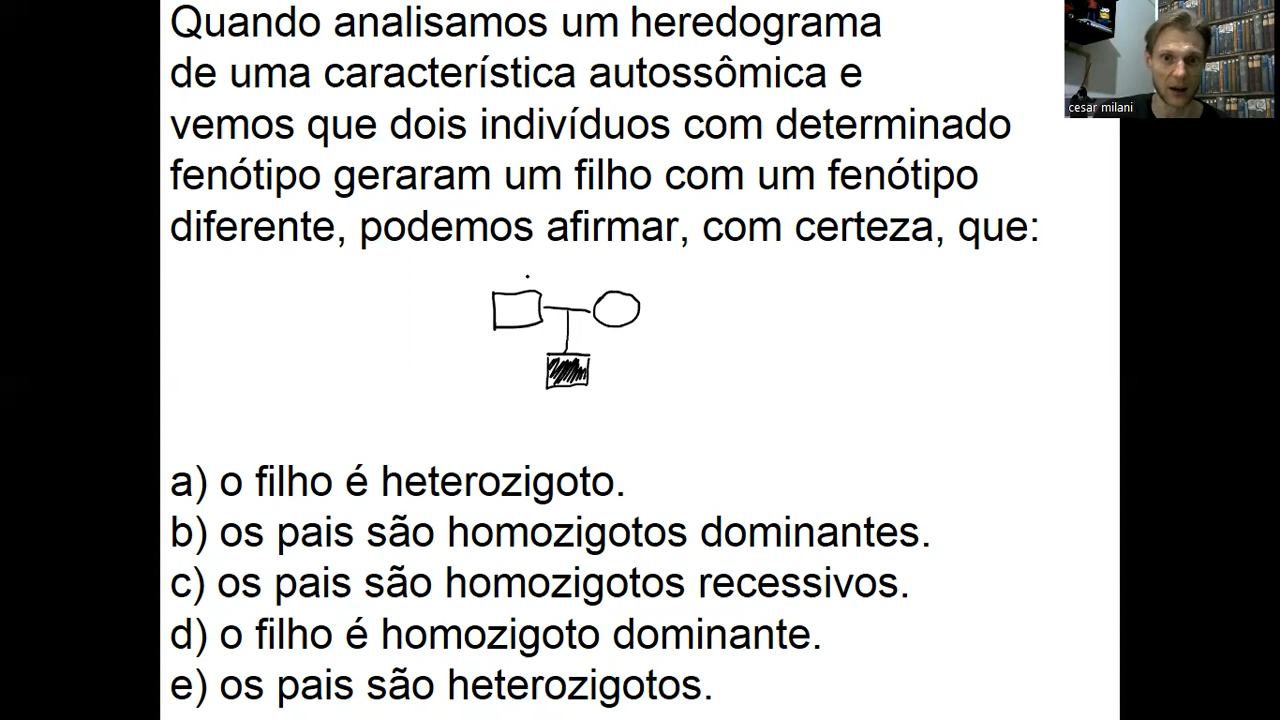 Quando analisamos um heredograma
de uma característica autossômica e
vemos que dois indivíduos com determinado
fenótipo geraram um filho com um fenótipo
diferente, podemos afirmar, com certeza, que:
cesar milani
a) o filho é heterozigoto.
b) os pais são homozigotos dominantes.
c) os pais são homozigotos recessivos.
d) o filho é homozigoto dominante.
e) os pais são heterozigotos.